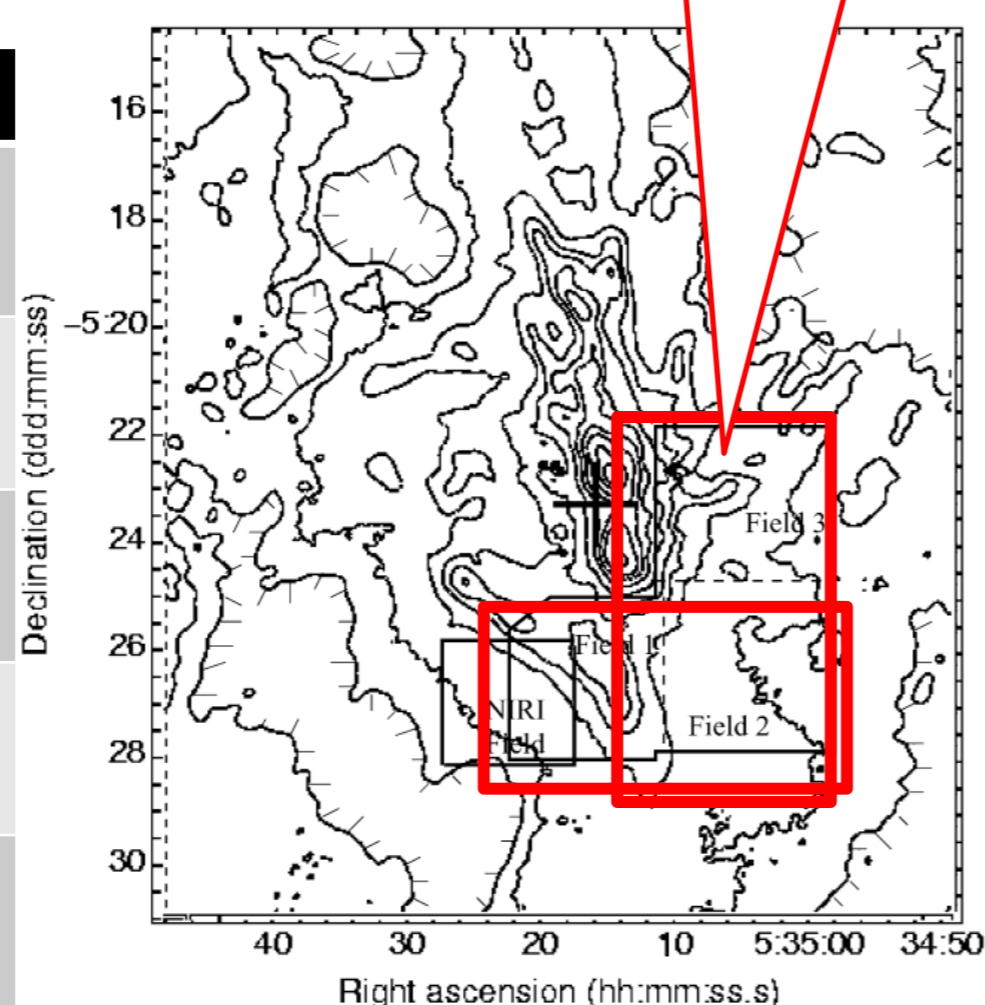 16
18
−5:20
22
24
26
28
30
Declination (ddd:mm:ss)
Field 3
Field 1
Field 2
NIRI
Field
40 30 20 10 5:35:00 34:50
Right ascension (hh:mm:ss.s)